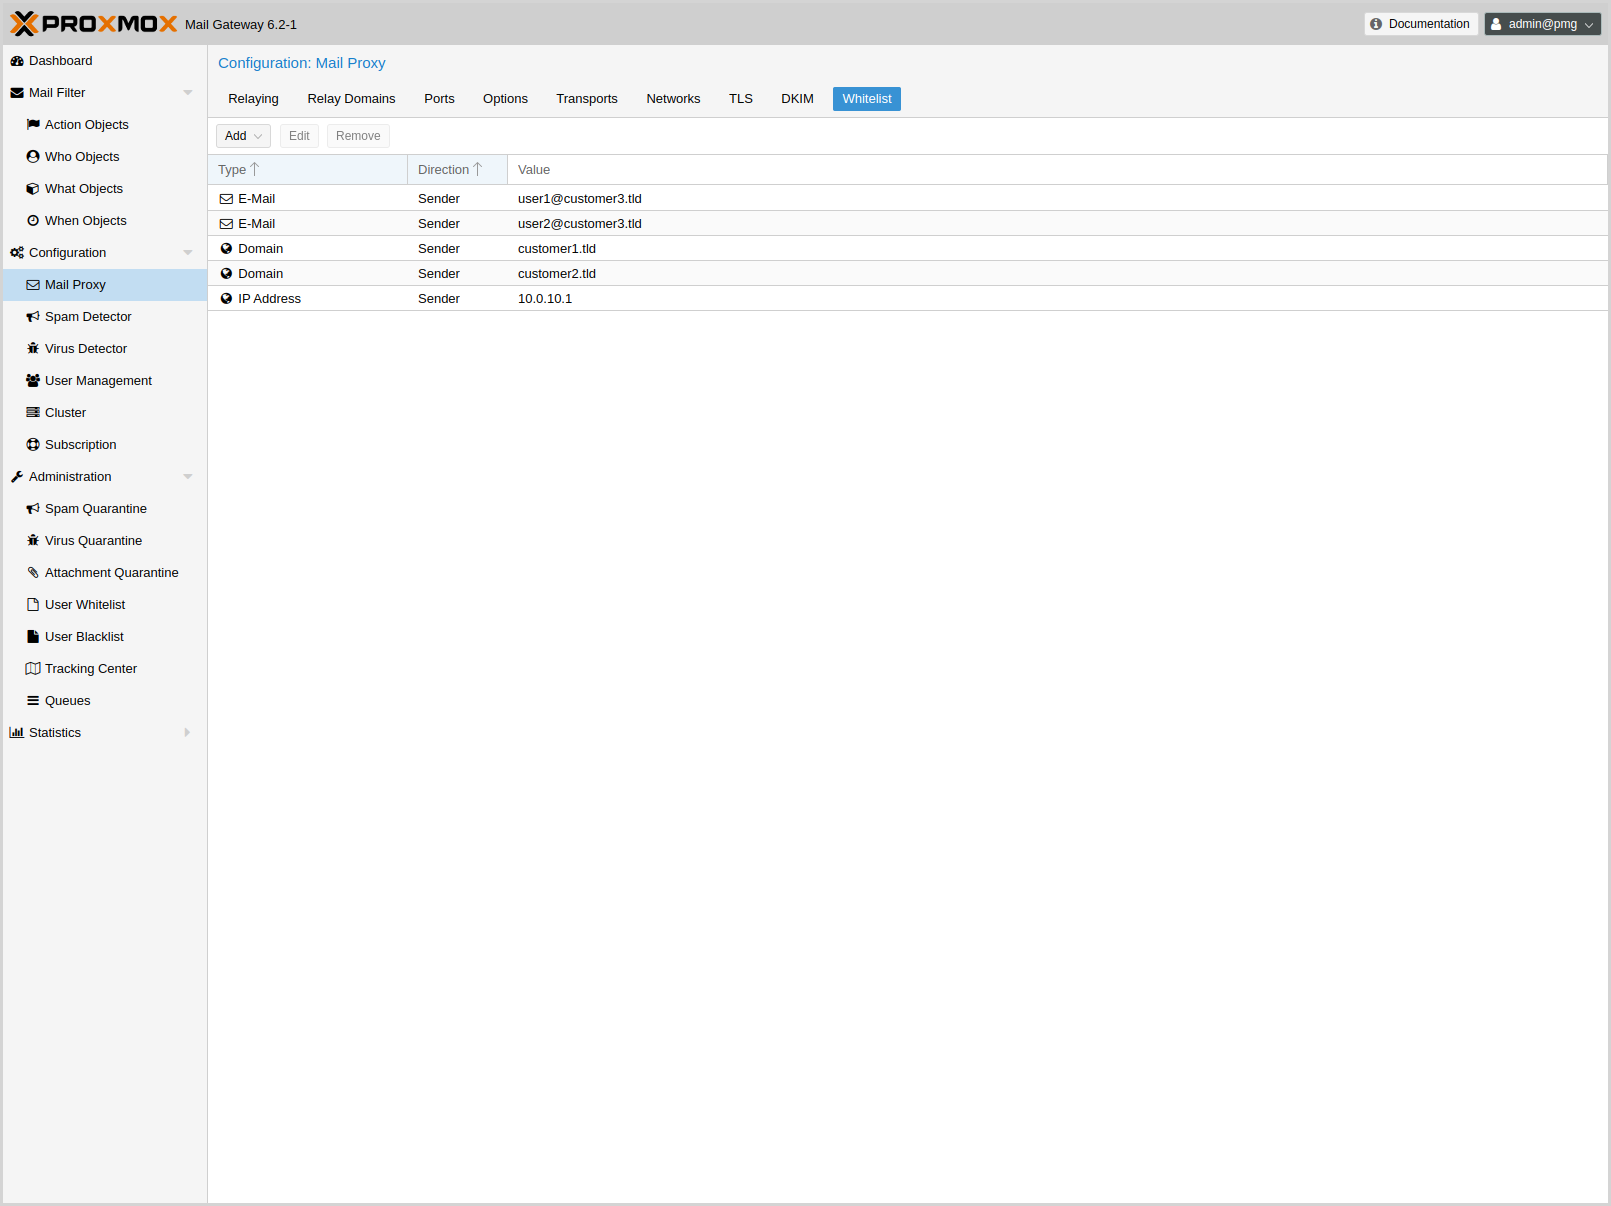 PROXMOX Mail Gateway 6.2-1
Documentation
admin@pmg
Dashboard
Mail Filter
Action Objects
Who Objects
What Objects
When Objects
Configuration
Mail Proxy
Spam Detector
Virus Detector
User Management
Cluster
Subscription
Administration
Spam Quarantine
Virus Quarantine
Attachment Quarantine
User Whitelist
User Blacklist
Tracking Center
Queues
Statistics
Configuration: Mail Proxy
Relaying Relay Domains Ports Options Transports Networks TLS DKIM Whitelist
Add Edit Remove
Type Direction Value
E-Mail Sender user1@customer3.tld
E-Mail Sender user2@customer3.tld
Domain Sender customer1.tld
Domain Sender customer2.tld
IP Address Sender 10.0.10.1